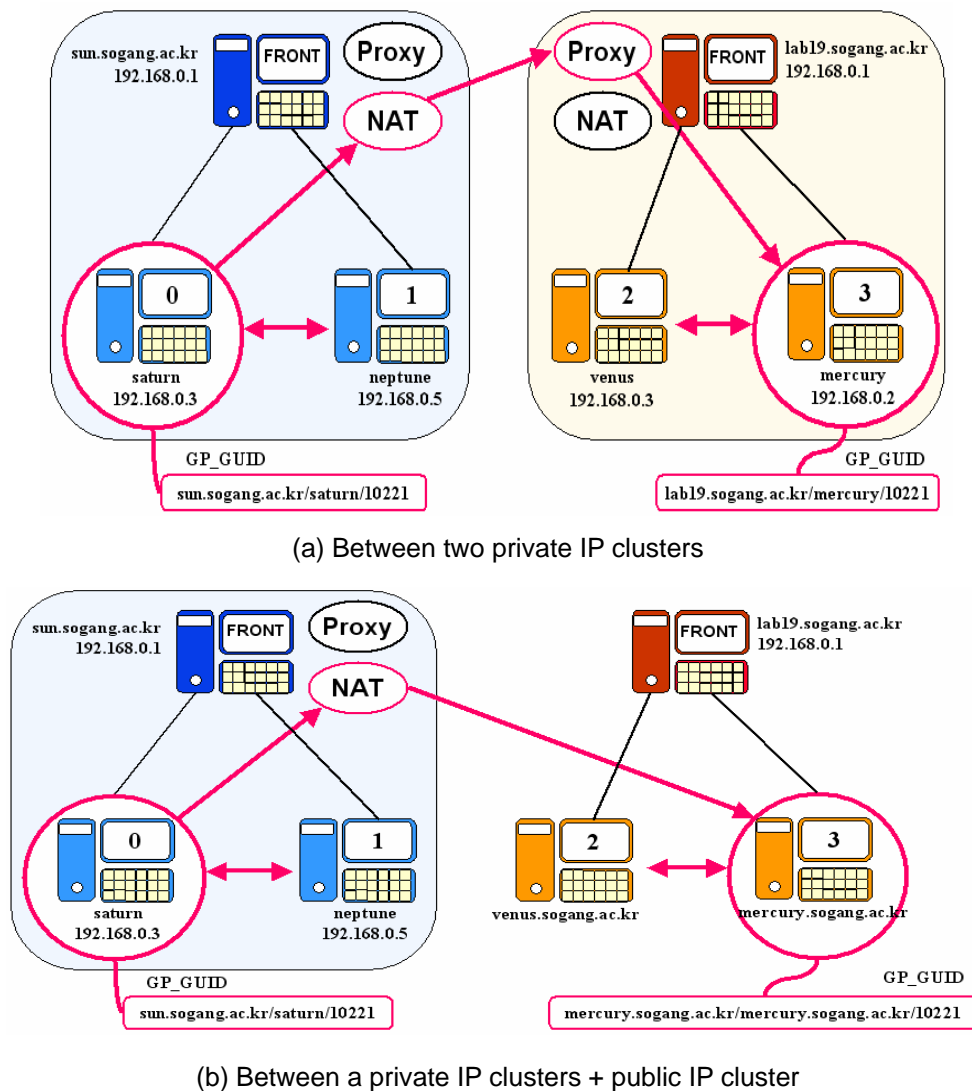 sun.sogang.ac.kr
192.168.0.1
FRONT
Proxy
NAT
Proxy
NAT
FRONT
lab19.sogang.ac.kr
192.168.0.1
0
saturn
192.168.0.3
1
neptune
192.168.0.5
2
venus
192.168.0.3
3
mercury
192.168.0.2
GP_GUID
sun.sogang.ac.kr/saturn/10221
GP_GUID
lab19.sogang.ac.kr/mercury/10221
(a) Between two private IP clusters
sun.sogang.ac.kr
192.168.0.1
FRONT
Proxy
NAT
FRONT
lab19.sogang.ac.kr
192.168.0.1
0
saturn
192.168.0.3
1
neptune
192.168.0.5
2
venus.sogang.ac.kr
3
mercury.sogang.ac.kr
GP_GUID
sun.sogang.ac.kr/saturn/10221
GP_GUID
mercury.sogang.ac.kr/mercury.sogang.ac.kr/10221
(b) Between a private IP clusters + public IP cluster